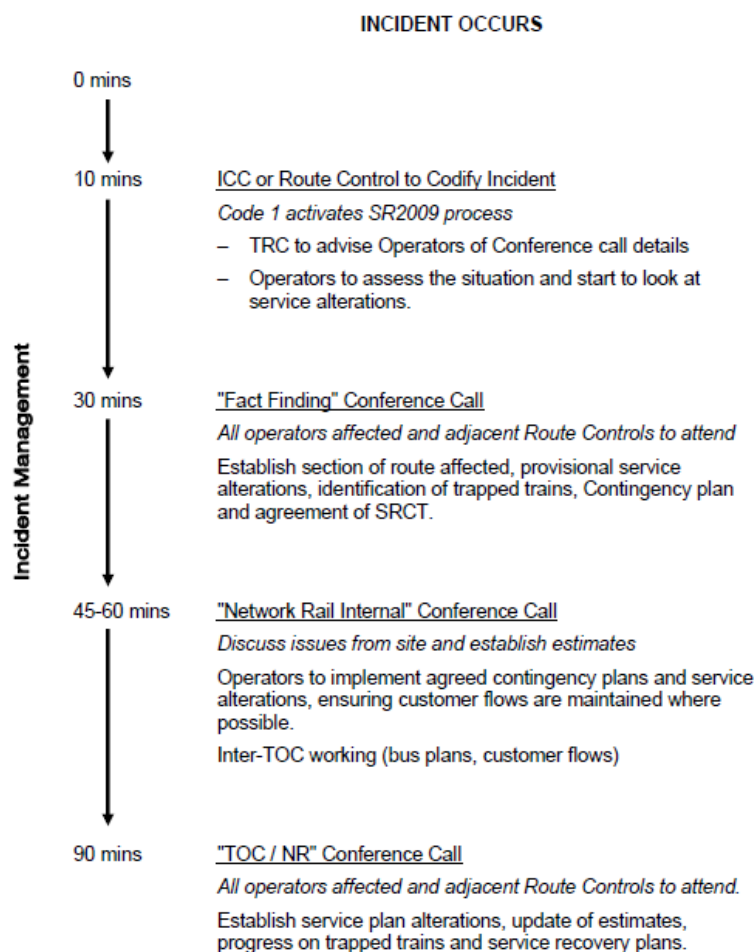 INCIDENT OCCURS
0 mins
10 mins
ICC or Route Control to Codify Incident
Code 1 activates SR2009 process
– TRC to advise Operators of Conference call details
– Operators to assess the situation and start to look at
service alterations.
Incident Management
30 mins
"Fact Finding" Conference Call
All operators affected and adjacent Route Controls to attend
Establish section of route affected, provisional service
alterations, identification of trapped trains, Contingency plan
and agreement of SRCT.
45-60 mins
"Network Rail Internal" Conference Call
Discuss issues from site and establish estimates
Operators to implement agreed contingency plans and service
alterations, ensuring customer flows are maintained where
possible.
Inter-TOC working (bus plans, customer flows)
90 mins
"TOC / NR" Conference Call
All operators affected and adjacent Route Controls to attend.
Establish service plan alterations, update of estimates,
progress on trapped trains and service recovery plans.